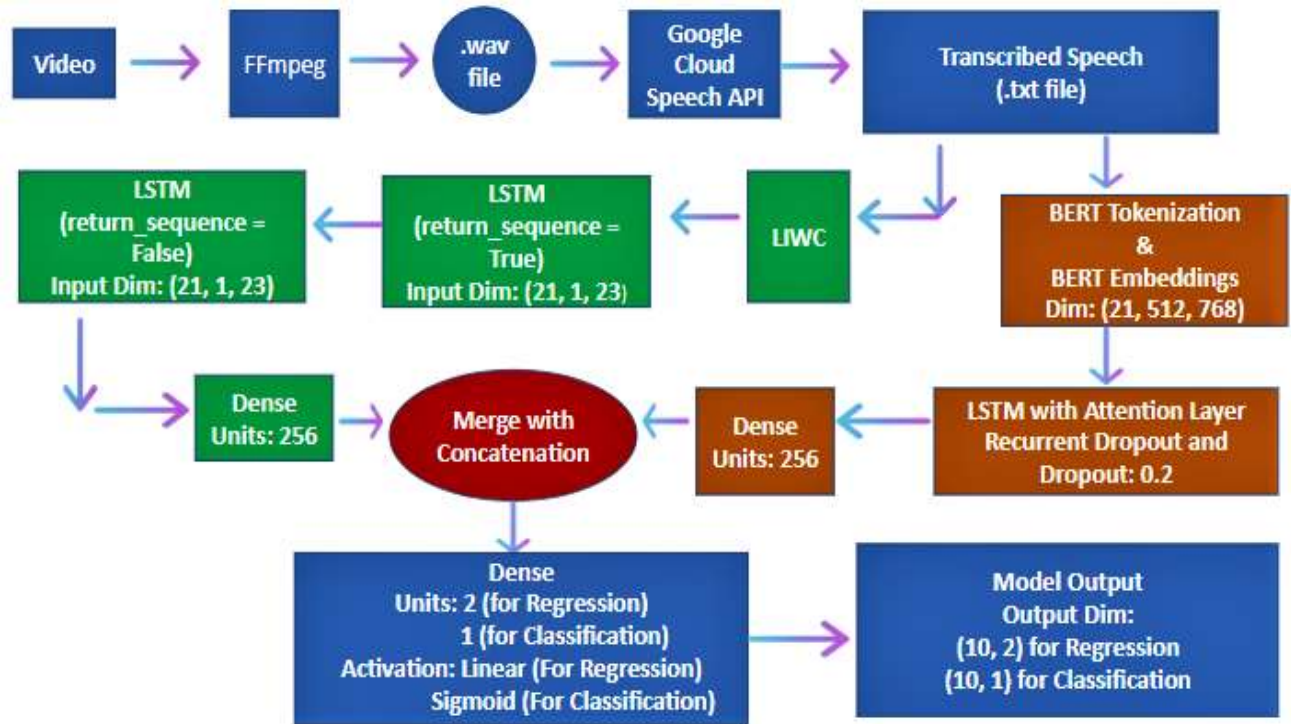 Video
FFmpeg
.wav
file
Google
Cloud
Speech API
Transcribed Speech
(.txt file)
LSTM
(return_sequence =
False)
Input Dim: (21, 1, 23)
LSTM
(return_sequence =
True)
Input Dim: (21, 1, 23)
LIWC
BERT Tokenization
&
BERT Embeddings
Dim: (21, 512, 768)
Dense
Units: 256
Merge with
Concatenation
Dense
Units: 256
LSTM with Attention Layer
Recurrent Dropout and
Dropout: 0.2
Dense
Units: 2 (for Regression)
1 (for Classification)
Activation: Linear (For Regression)
Sigmoid (For Classification)
Model Output
Output Dim:
(10, 2) for Regression
(10, 1) for Classification